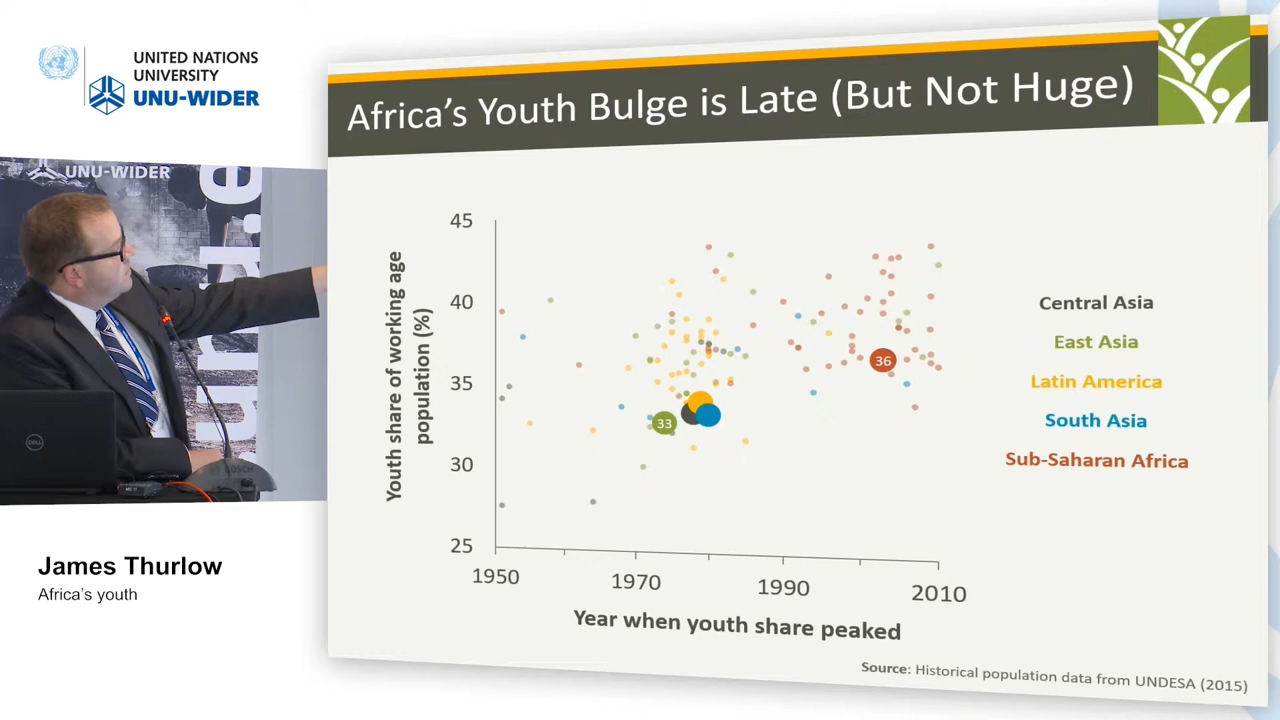 UNITED NATIONS
UNIVERSITY
UNU-WIDER
UNU-WIDER
James Thurlow
Africa's youth
Africa's Youth Bulge is Late (But Not Huge)
Youth share of working age
population (%)
45
40
35
30
25
36
33
1950
1970
1990
2010
Year when youth share peaked
Central Asia
East Asia
Latin America
South Asia
Sub-Saharan Africa
Source: Historical population data from UNDESA (2015)
DELL
BOSCH